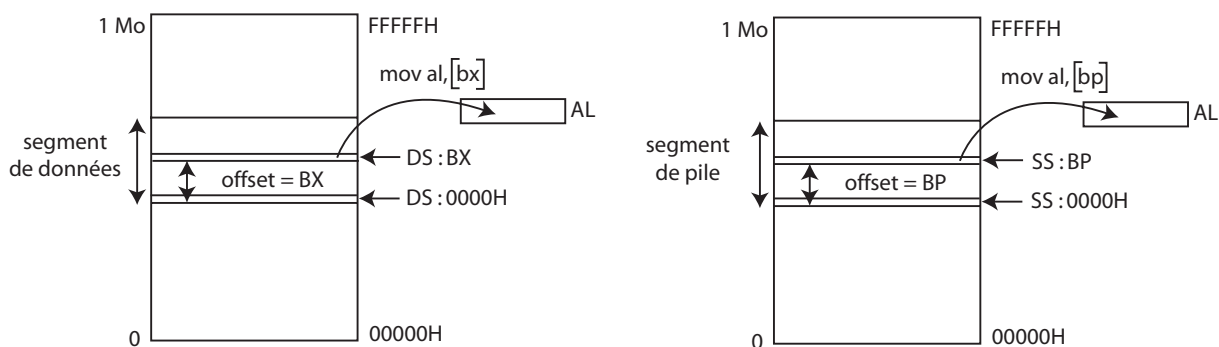 1 Mo
FFFFFH
mov al,[bx]
AL
segment
de données
DS : BX
offset = BX
DS : 0000H
0
00000H
1 Mo
FFFFFH
mov al,[bp]
AL
segment
de pile
SS : BP
offset = BP
SS : 0000H
0
00000H